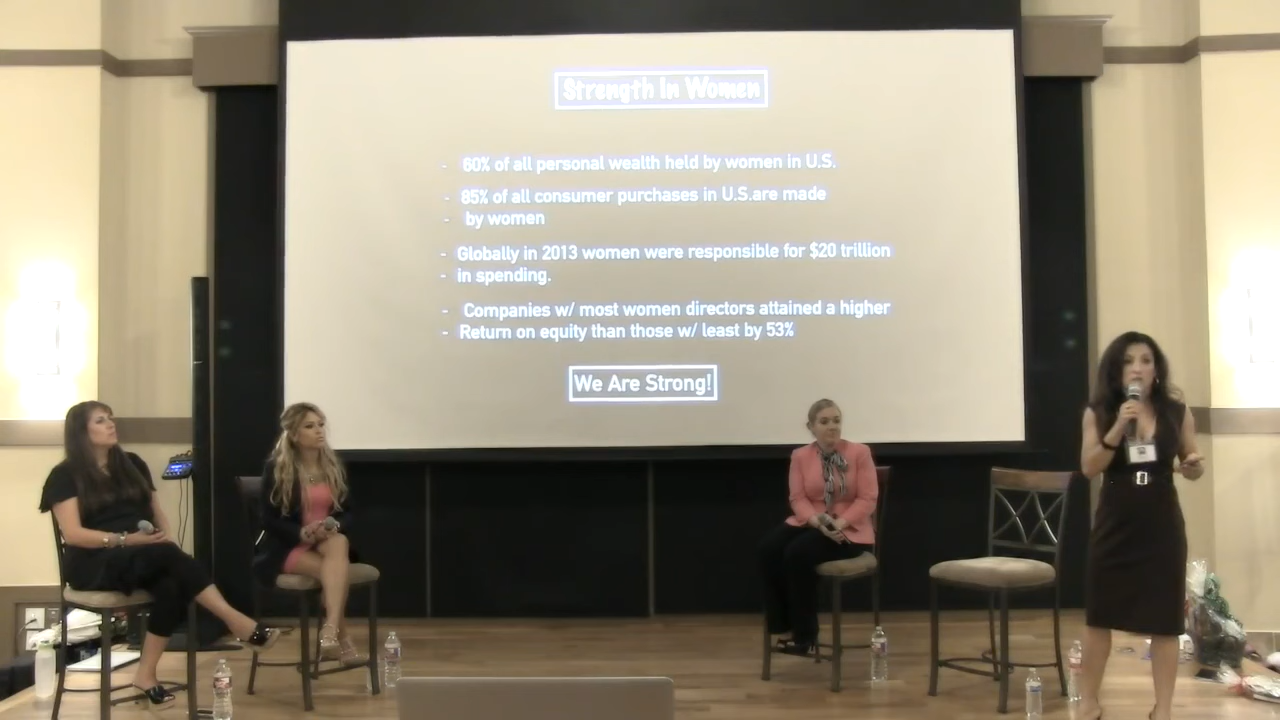 Strength In Women
- 60% of all personal wealth held by women in U.S.
- 85% of all consumer purchases in U.S.are made
- by women
- Globally in 2013 women were responsible for $20 trillion
- in spending.
- Companies w/ most women directors attained a higher
- Return on equity than those w/ least by 53%
We Are Strong!